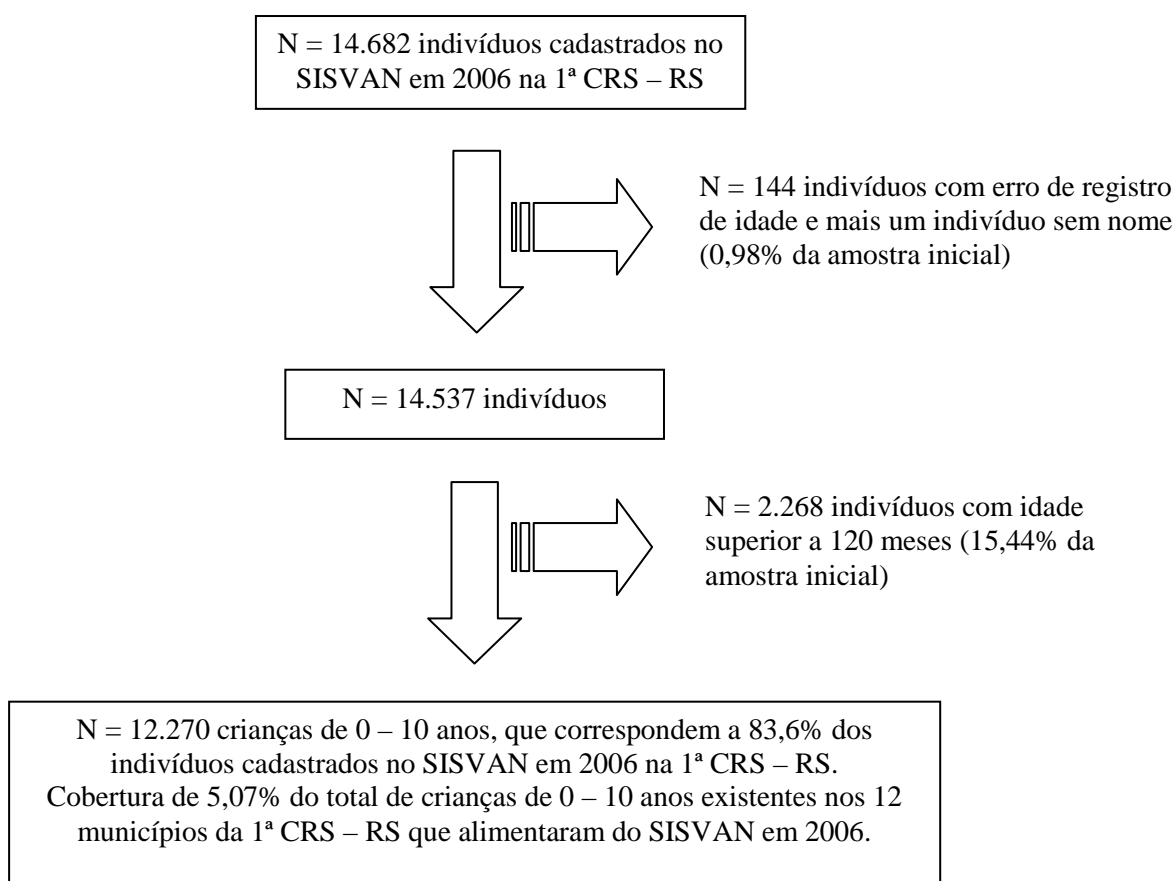 N = 14.682 indivíduos cadastrados no
SISVAN em 2006 na 1ª CRS – RS
N = 144 indivíduos com erro de registro
de idade e mais um indivíduo sem nome
(0,98% da amostra inicial)
N = 14.537 indivíduos
N = 2.268 indivíduos com idade
superior a 120 meses (15,44% da
amostra inicial)
N = 12.270 crianças de 0 – 10 anos, que correspondem a 83,6% dos
indivíduos cadastrados no SISVAN em 2006 na 1ª CRS – RS.
Cobertura de 5,07% do total de crianças de 0 – 10 anos existentes nos 12
municípios da 1ª CRS – RS que alimentaram do SISVAN em 2006.